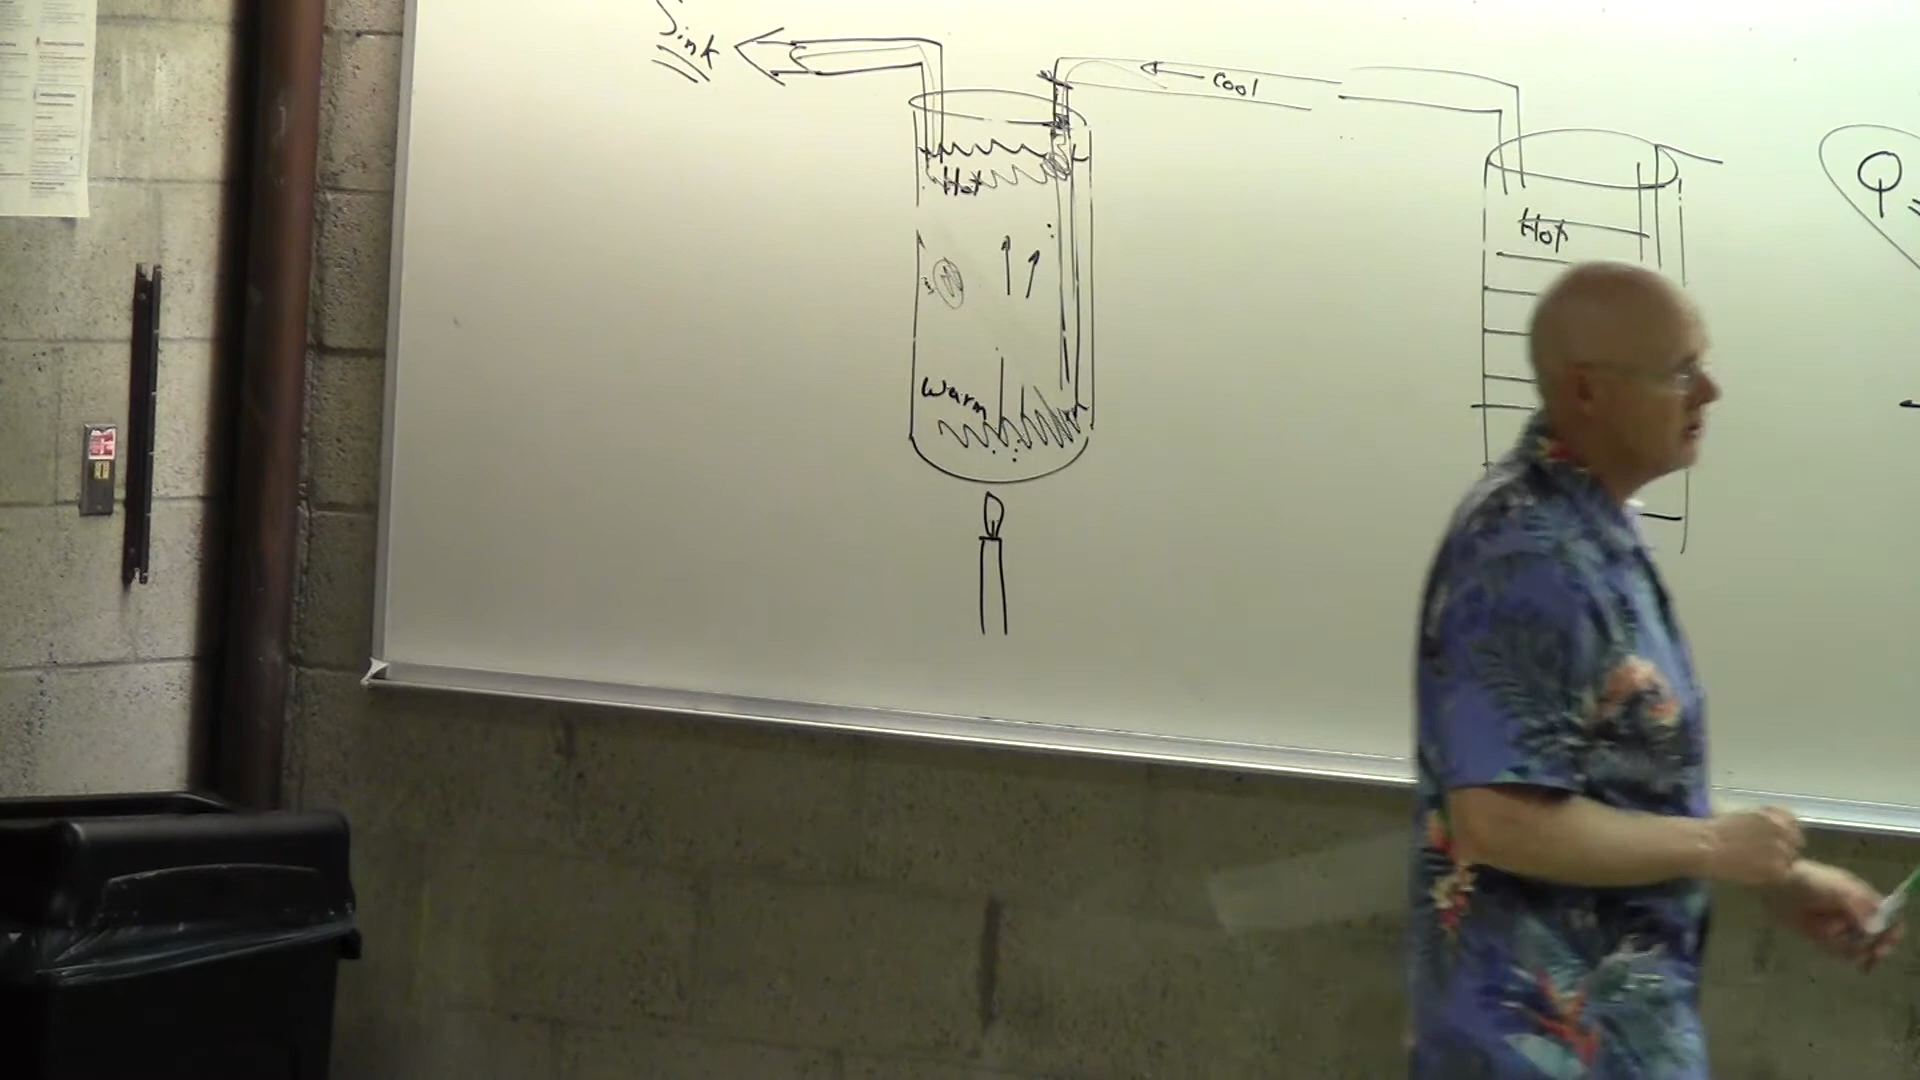 Sink
Cool
Hot
Hot
Warm
Q =